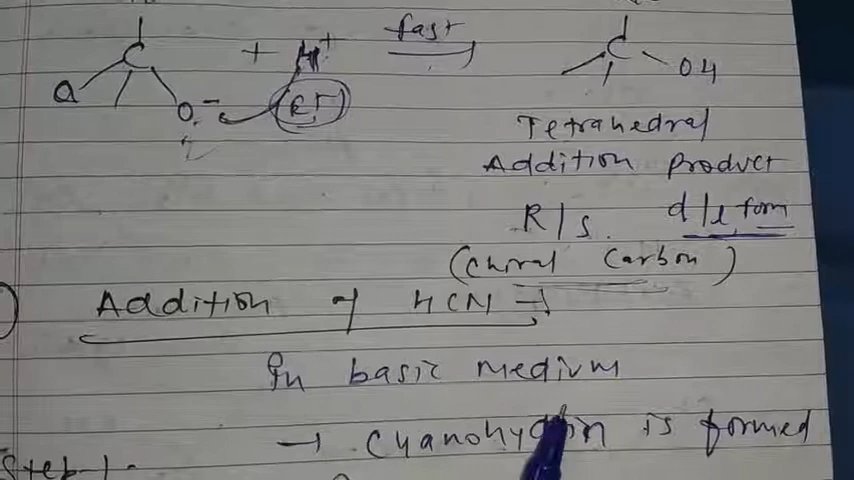 C + H+ fast C
Q O- E+ OH
Tetrahedral
Addition Product
R/S. d/l form
(Chiral Carbon)
Addition of HCN ⇒
In basic medium
→ Cyanohydrin is formed
Step-1